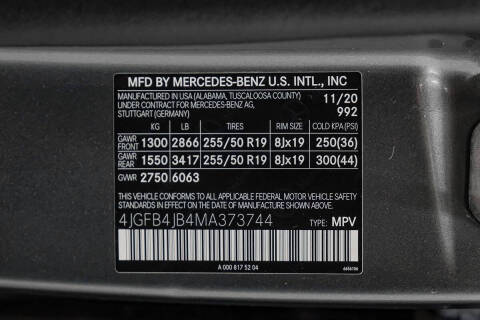 MFD BY MERCEDES-BENZ U.S. INTL., INC
MANUFACTURED IN USA (ALABAMA, TUSCALOOSA COUNTY) 11/20
UNDER CONTRACT FOR MERCEDES-BENZ AG, 992
STUTTGART (GERMANY)
KG LB TIRES RIM SIZE COLD KPA (PSI)
GAWR FRONT 1300 2866 255/50 R19 8Jx19 250(36)
GAWR REAR 1550 3417 255/50 R19 8Jx19 300(44)
GVWR 2750 6063
THIS VEHICLE CONFORMS TO ALL APPLICABLE FEDERAL MOTOR VEHICLE
SAFETY STANDARDS IN EFFECT ON THE DATE OF MANUFACTURE SHOWN ABOVE.
4JGFB4JB4MA373744 TYPE: MPV
A 000 817 52 04